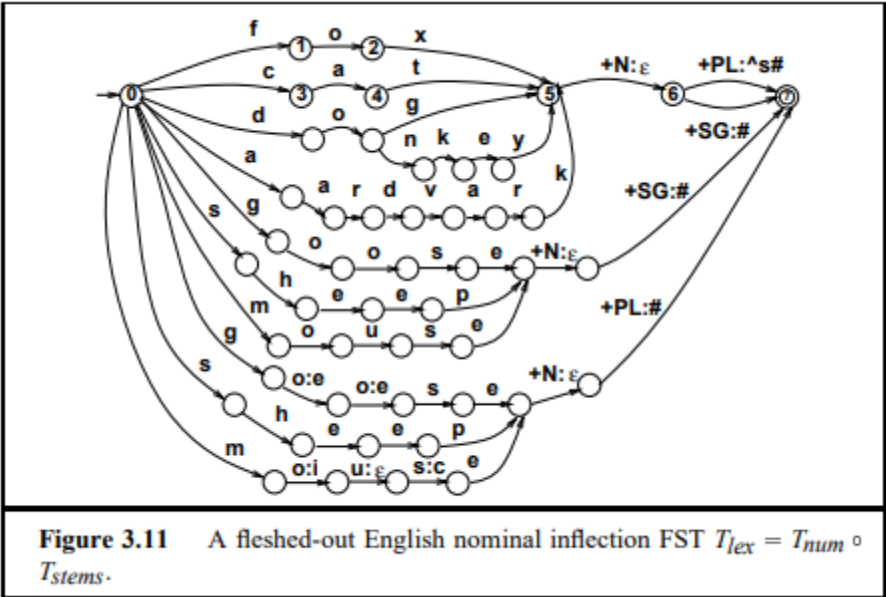 f o x
+N:ε +PL:^s#
1 2
c a t
0 3 4 5 6 7
d o g
+SG:#
n k e y
a a r d v a r k
+SG:#
s g o o s e +N:ε
h e e p
m o u s e
+PL:#
g o:e o:e s e +N:ε
s h e e p
m o:i u:ε s:c e
Figure 3.11 A fleshed-out English nominal inflection FST T_lex = T_num ∘
T_stems.